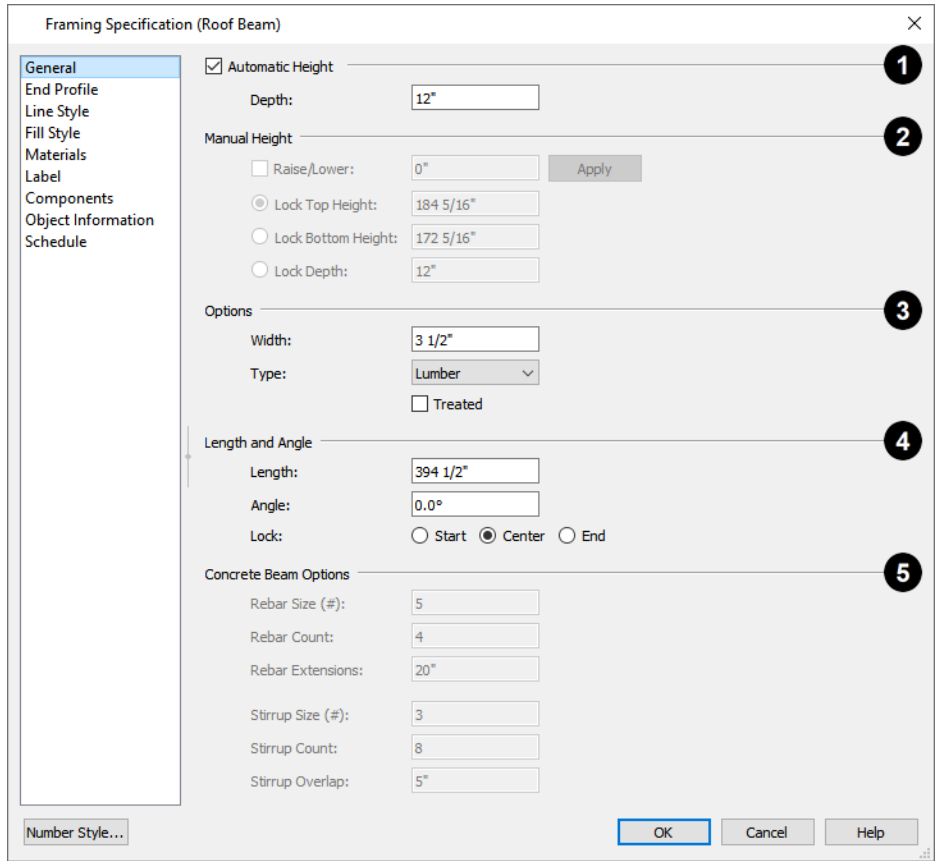 Framing Specification (Roof Beam)
General
End Profile
Line Style
Fill Style
Materials
Label
Components
Object Information
Schedule
Automatic Height 1
Depth: 12"
Manual Height 2
Raise/Lower: 0" Apply
Lock Top Height: 184 5/16"
Lock Bottom Height: 172 5/16"
Lock Depth: 12"
Options 3
Width: 3 1/2"
Type: Lumber
Treated
Length and Angle 4
Length: 394 1/2"
Angle: 0.0°
Lock: Start Center End
Concrete Beam Options 5
Rebar Size (#): 5
Rebar Count: 4
Rebar Extensions: 20"
Stirrup Size (#): 3
Stirrup Count: 8
Stirrup Overlap: 5"
Number Style... OK Cancel Help